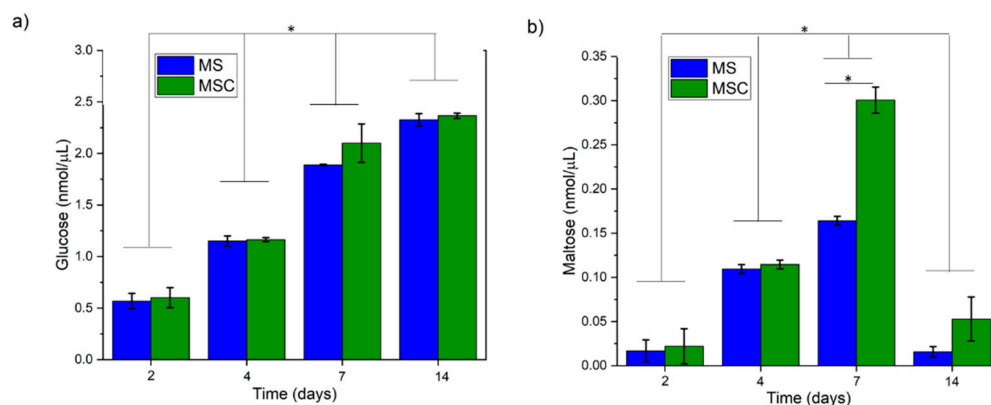 a)
*
3.0
2.5
2.0
1.5
1.0
0.5
0.0
Glucose (nmol/μL)
MS
MSC
2 4 7 14
Time (days)
b)
*
*
0.35
0.30
0.25
0.20
0.15
0.10
0.05
0.00
Maltose (nmol/μL)
MS
MSC
2 4 7 14
Time (days)